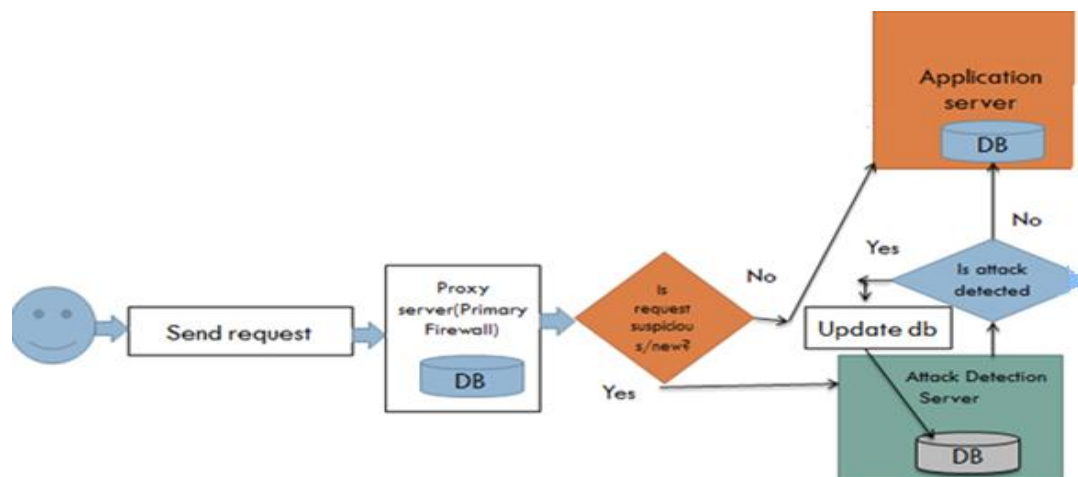 Send request
Proxy
server(Primary
Firewall)
DB
Is
request
suspiciou
s/new?
No
Yes
Application
server
DB
No
Yes
Is attack
detected
Update db
Attack Detection
Server
DB